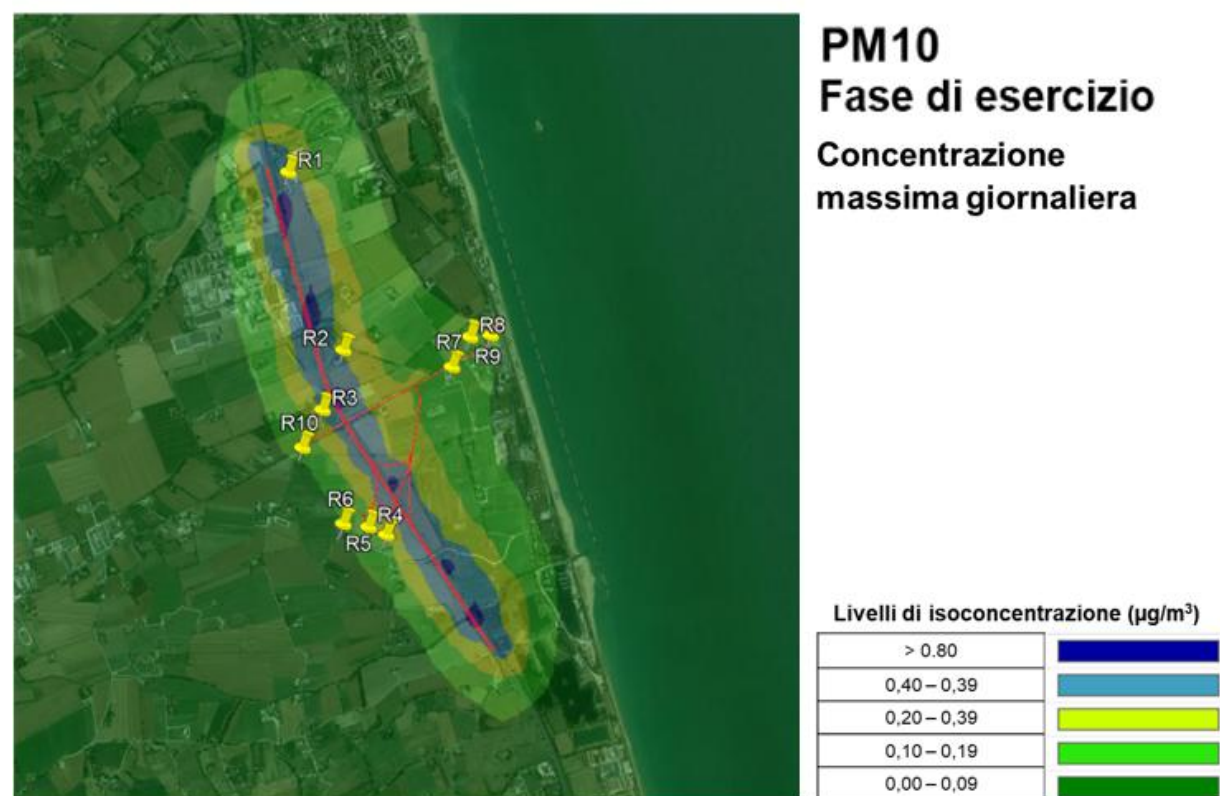 PM10
Fase di esercizio
Concentrazione
massima giornaliera
R1
R2
R8
R7
R9
R3
R10
R6
R4
R5
Livelli di isoconcentrazione (µg/m³)
> 0.80
0,40 – 0,39
0,20 – 0,39
0,10 – 0,19
0,00 – 0,09